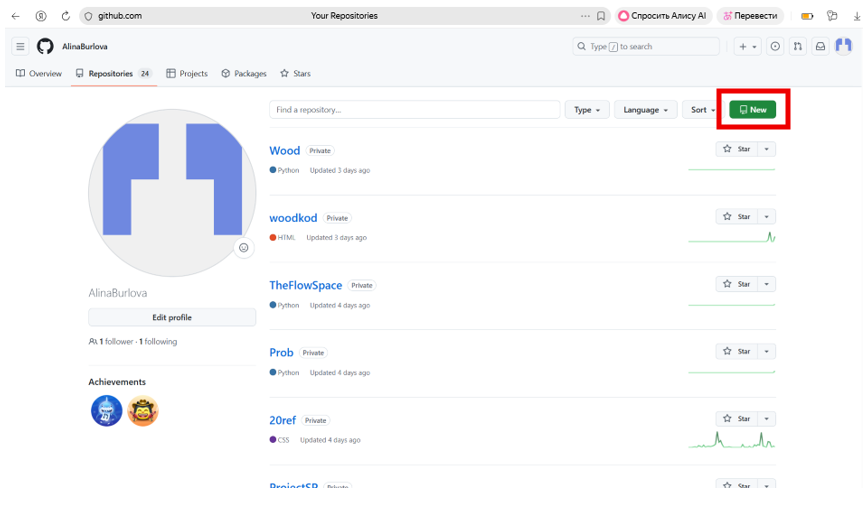 github.com
Your Repositories
Спросить Алису AI
Перевести
AlinaBurlova
Type / to search
Overview
Repositories 24
Projects
Packages
Stars
Find a repository...
Type
Language
Sort
New
Wood Private
Star
Python Updated 3 days ago
woodkod Private
Star
HTML Updated 3 days ago
TheFlowSpace Private
Star
Python Updated 4 days ago
AlinaBurlova
Edit profile
1 follower · 1 following
Prob Private
Star
Python Updated 4 days ago
Achievements
20ref Private
Star
CSS Updated 4 days ago
ProjectSP Private
Star